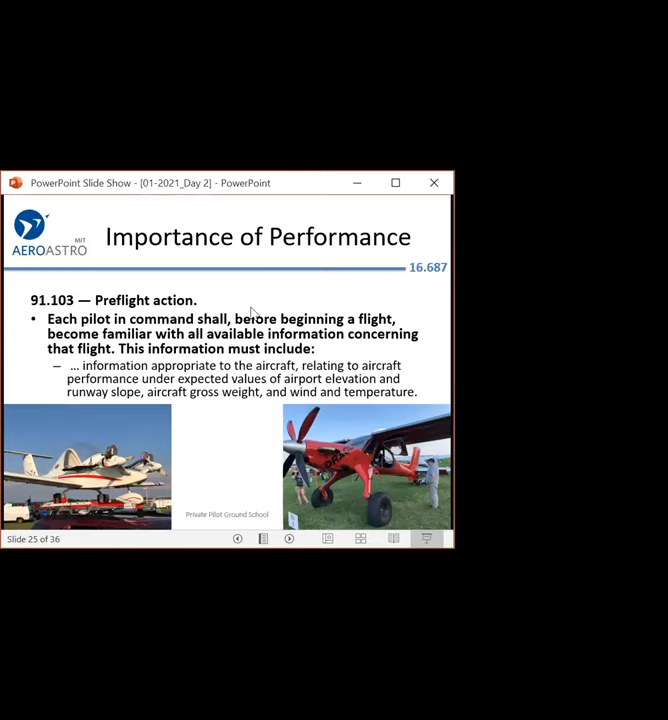 PowerPoint Slide Show - [01-2021_Day 2] - PowerPoint
MIT
AEROASTRO
Importance of Performance
16.687
91.103 — Preflight action.
• Each pilot in command shall, before beginning a flight,
become familiar with all available information concerning
that flight. This information must include:
– ... information appropriate to the aircraft, relating to aircraft
performance under expected values of airport elevation and
runway slope, aircraft gross weight, and wind and temperature.
Private Pilot Ground School
Slide 25 of 36